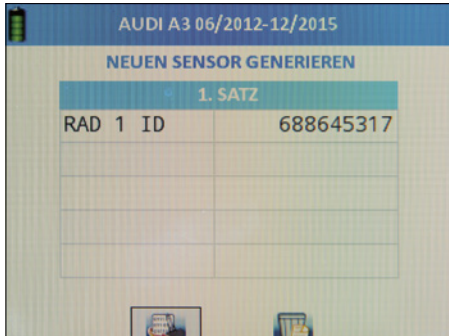 AUDI A3 06/2012-12/2015
NEUEN SENSOR GENERIEREN
1. SATZ
RAD 1 ID 688645317